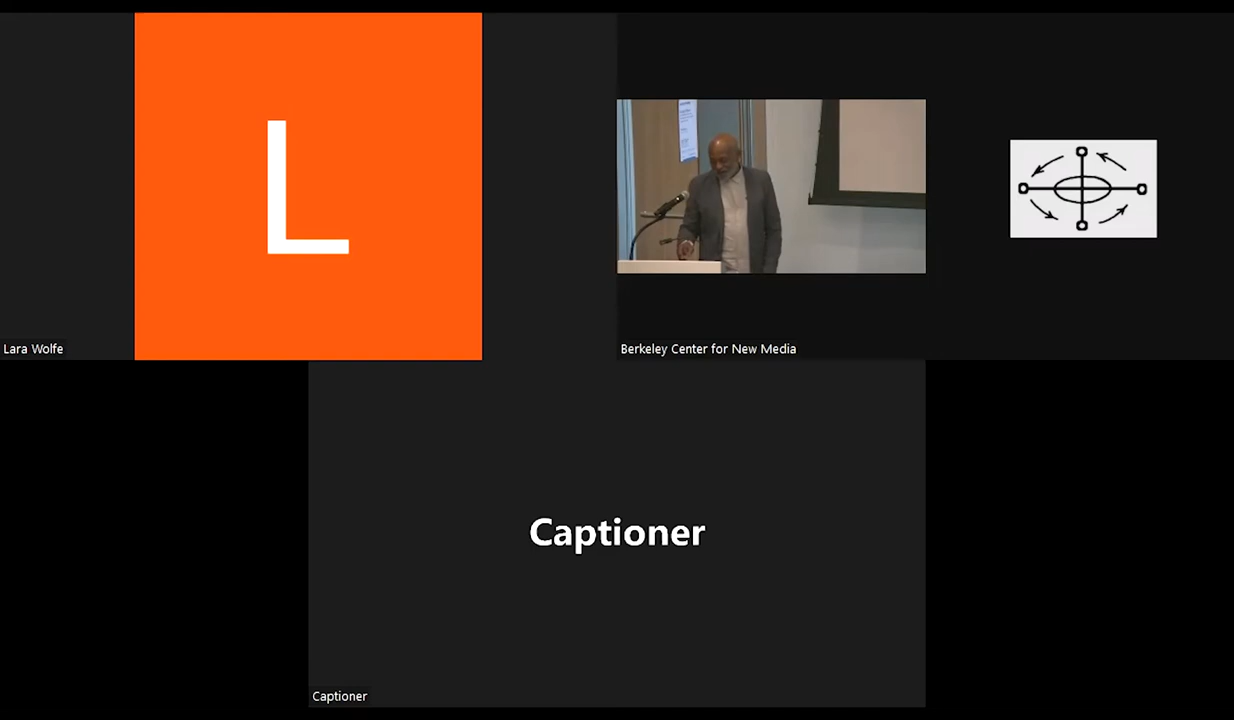 L
Lara Wolfe
Berkeley Center for New Media
Captioner
Captioner